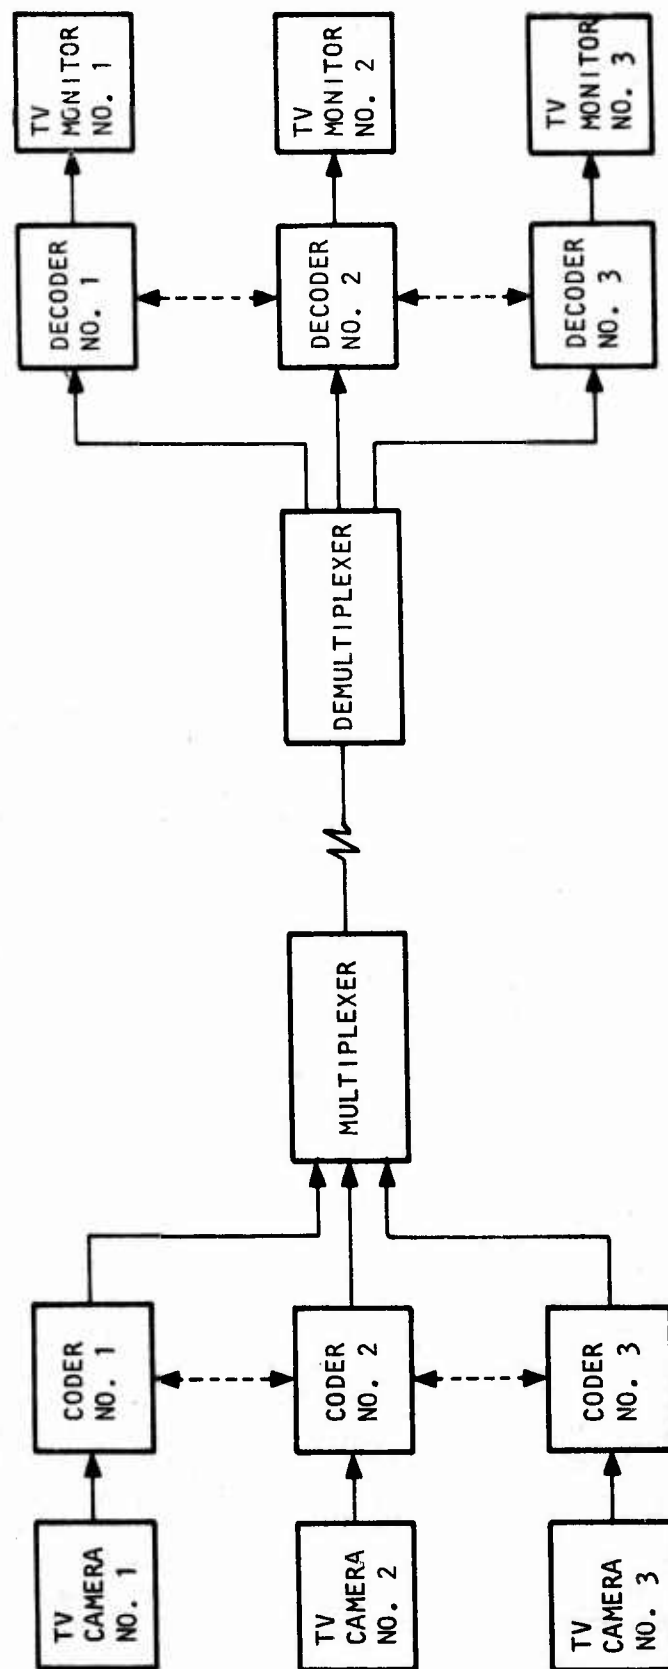 TV
CAMERA
NO. 1
CODER
NO. 1
TV
CAMERA
NO. 2
CODER
NO. 2
TV
CAMERA
NO. 3
CODER
NO. 3
MULTIPLEXER
DEMULTIPLEXER
DECODER
NO. 1
TV
MONITOR
NO. 1
DECODER
NO. 2
TV
MONITOR
NO. 2
DECODER
NO. 3
TV
MONITOR
NO. 3